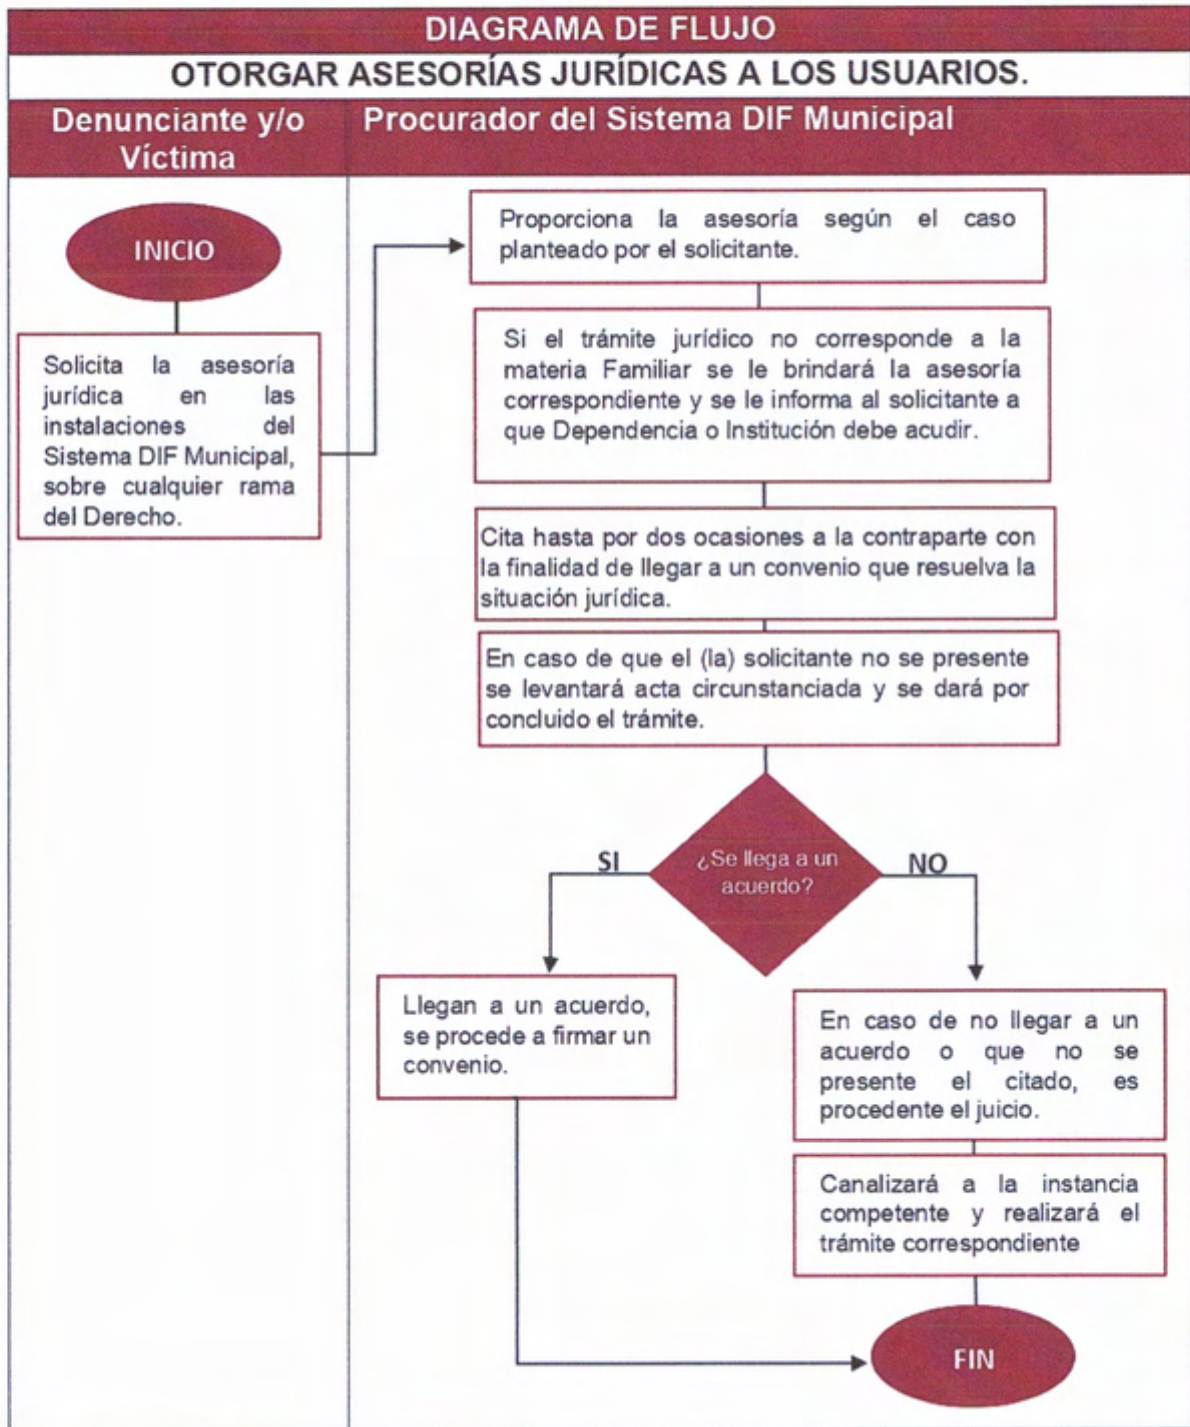 DIAGRAMA DE FLUJO
OTORGAR ASESORÍAS JURÍDICAS A LOS USUARIOS.
Denunciante y/o
Víctima
Procurador del Sistema DIF Municipal
INICIO
Solicita la asesoría
jurídica en las
instalaciones del
Sistema DIF Municipal,
sobre cualquier rama
del Derecho.
Proporciona la asesoría según el caso
planteado por el solicitante.
Si el trámite jurídico no corresponde a la
materia Familiar se le brindará la asesoría
correspondiente y se le informa al solicitante a
que Dependencia o Institución debe acudir.
Cita hasta por dos ocasiones a la contraparte con
la finalidad de llegar a un convenio que resuelva la
situación jurídica.
En caso de que el (la) solicitante no se presente
se levantará acta circunstanciada y se dará por
concluido el trámite.
¿Se llega a un
acuerdo?
SI
NO
Llegan a un acuerdo,
se procede a firmar un
convenio.
En caso de no llegar a un
acuerdo o que no se
presente el citado, es
procedente el juicio.
Canalizará a la instancia
competente y realizará el
trámite correspondiente
FIN